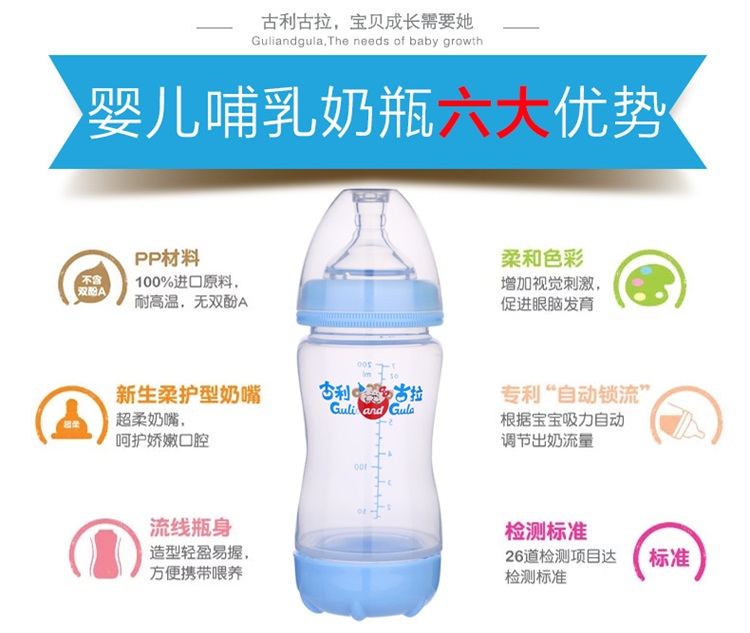 古利古拉，宝贝成长需要她
Guliandgula,The needs of baby growth
婴儿哺乳奶瓶六大优势
不含
双酚A
PP材料
100%进口原料，
耐高温，无双酚A
柔和色彩
增加视觉刺激，
促进眼脑发育
超柔
新生柔护型奶嘴
超柔奶嘴，
呵护娇嫩口腔
专利“自动锁流”
根据宝宝吸力自动
调节出奶流量
流线瓶身
造型轻盈易握，
方便携带喂养
检测标准
26道检测项目达
检测标准
标准
200
ml
7
oz
古利 古拉
Guli and Gula
5
4
100
3
2
50